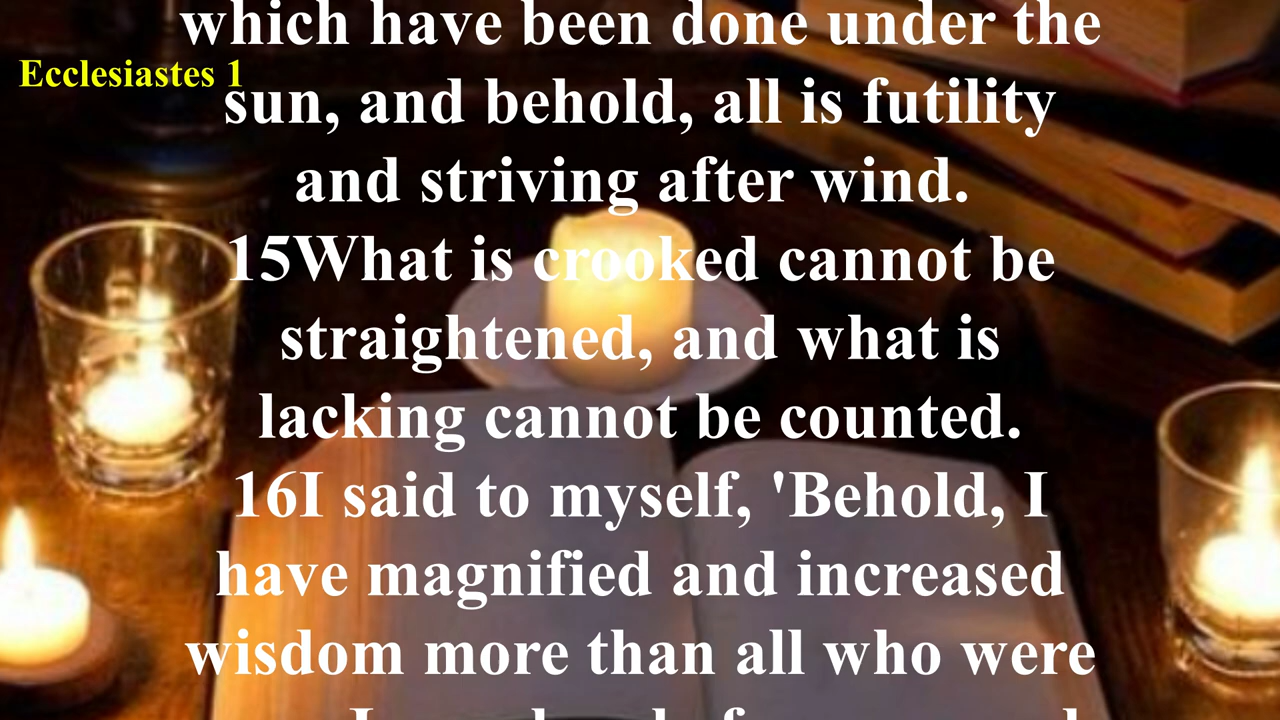 which have been done under the
Ecclesiastes 1
sun, and behold, all is futility
and striving after wind.
15What is crooked cannot be
straightened, and what is
lacking cannot be counted.
16I said to myself, 'Behold, I
have magnified and increased
wisdom more than all who were